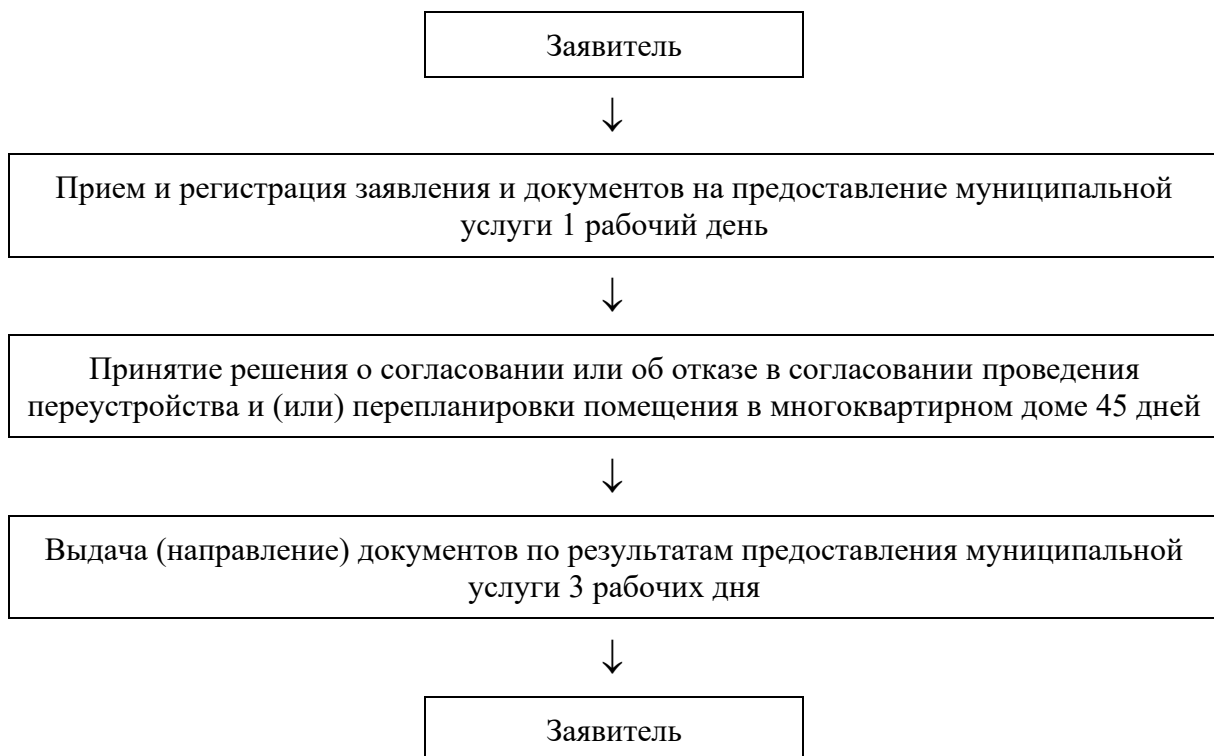 Заявитель
↓
Прием и регистрация заявления и документов на предоставление муниципальной
услуги 1 рабочий день
↓
Принятие решения о согласовании или об отказе в согласовании проведения
переустройства и (или) перепланировки помещения в многоквартирном доме 45 дней
↓
Выдача (направление) документов по результатам предоставления муниципальной
услуги 3 рабочих дня
↓
Заявитель